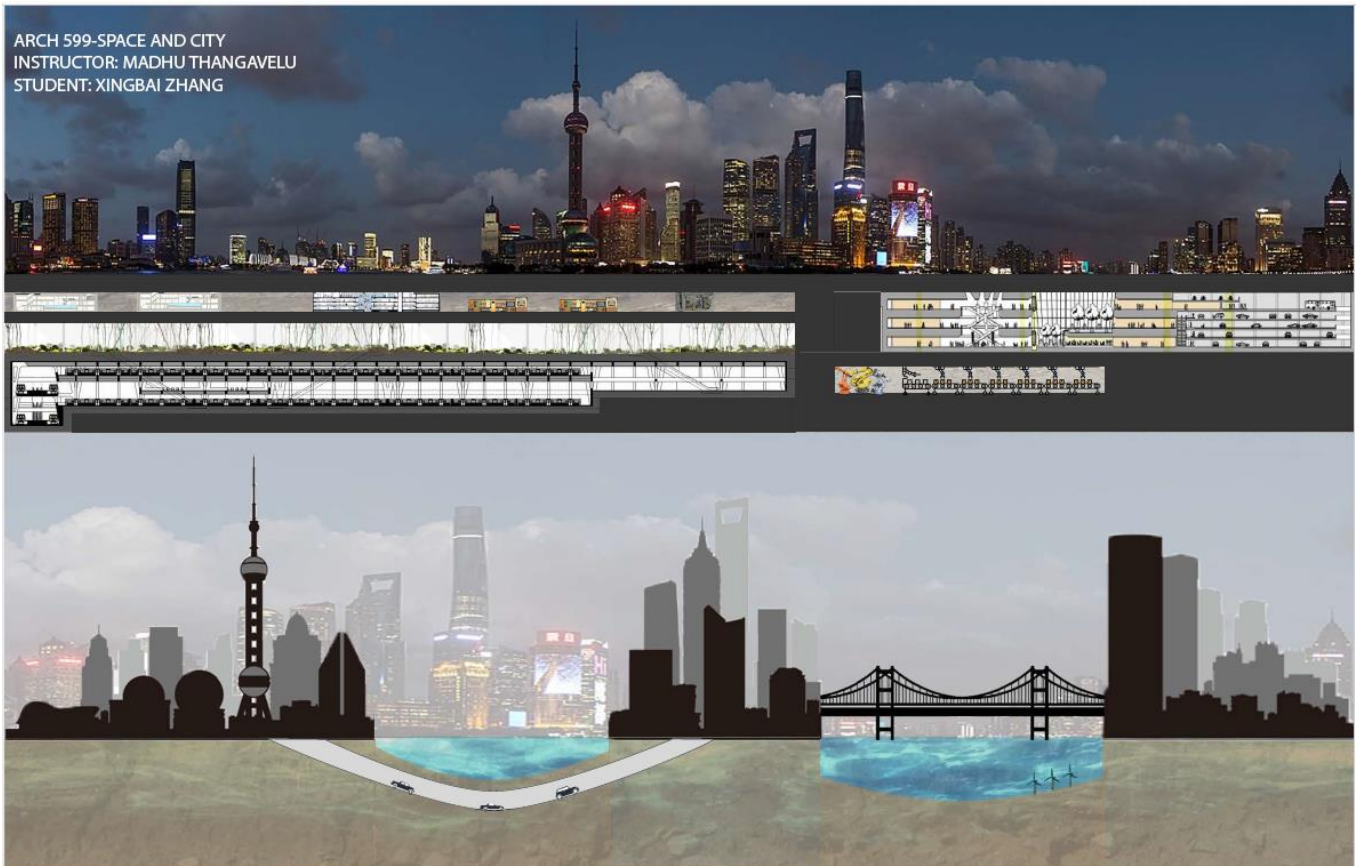 ARCH 599-SPACE AND CITY
INSTRUCTOR: MADHU THANGAVELU
STUDENT: XINGBAI ZHANG